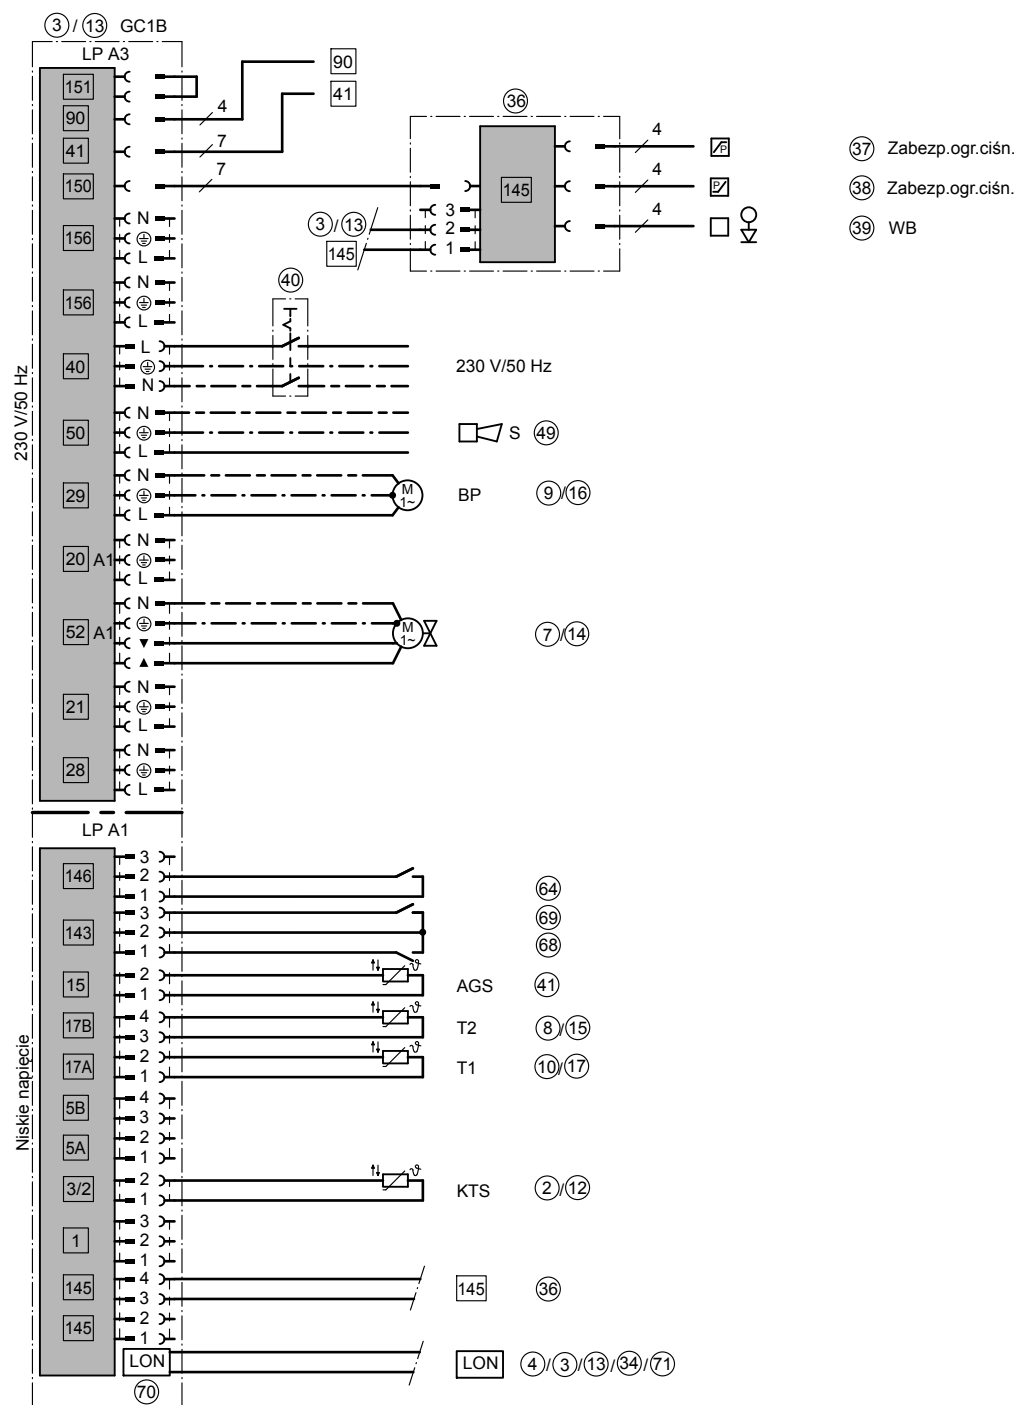 3 / 13 GC1B
LP A3
230 V/50 Hz
151
90
41
150
156
156
40
50
29
20 A1
52 A1
21
28
4
7
7
90
41
N
L
N
L
L
N
N
L
N
L
N
L
N
▼
▲
N
L
N
L
36
145
3
2
1
3 / 13
145
4
4
4
P
P
37 Zabezp.ogr.ciśn.
38 Zabezp.ogr.ciśn.
39 WB
40
230 V/50 Hz
S 49
M
1~
BP 9/16
M
1~
7/14
LP A1
Niskie napięcie
146
143
15
17B
17A
5B
5A
3/2
1
145
145
3
2
1
3
2
1
2
1
4
3
2
1
4
3
2
1
2
1
3
2
1
4
3
2
1
64
69
68
ϑ
AGS 41
ϑ
T2 8/15
ϑ
T1 10/17
ϑ
KTS 2/12
145 36
LON
70
LON 4/3/13/34/71